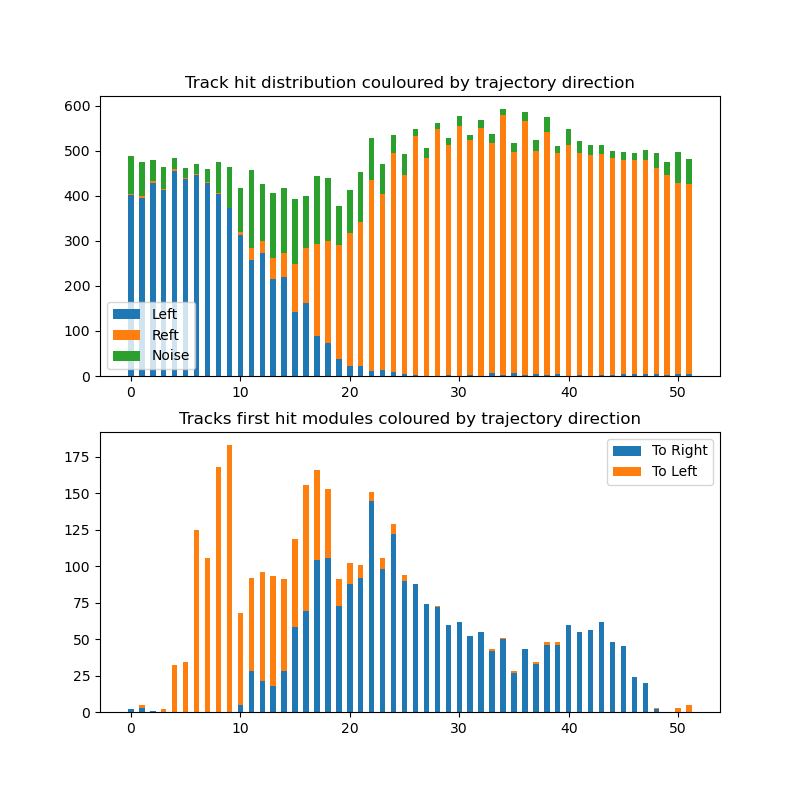 Track hit distribution couloured by trajectory direction
600
500
400
300
200
100
0
Left
Reft
Noise
0 10 20 30 40 50
Tracks first hit modules coloured by trajectory direction
175
150
125
100
75
50
25
0
To Right
To Left
0 10 20 30 40 50